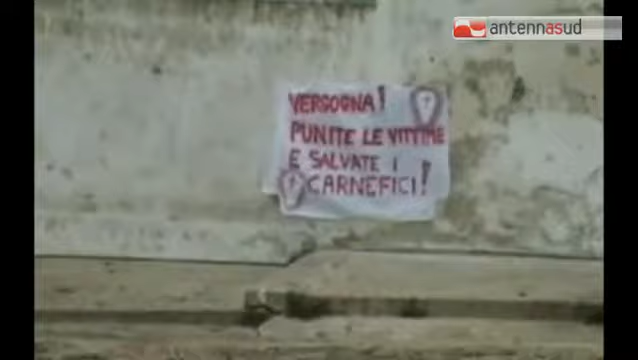 antennasud
VERGOGNA!
PUNITE LE VITTIME
E SALVATE I
CARNEFICI!